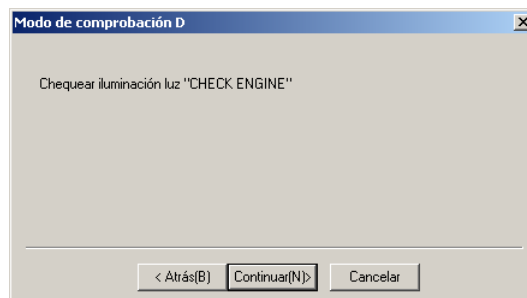 Modo de comprobación D
Chequear iluminación luz "CHECK ENGINE"
< Atrás(B) Continuar(N)> Cancelar